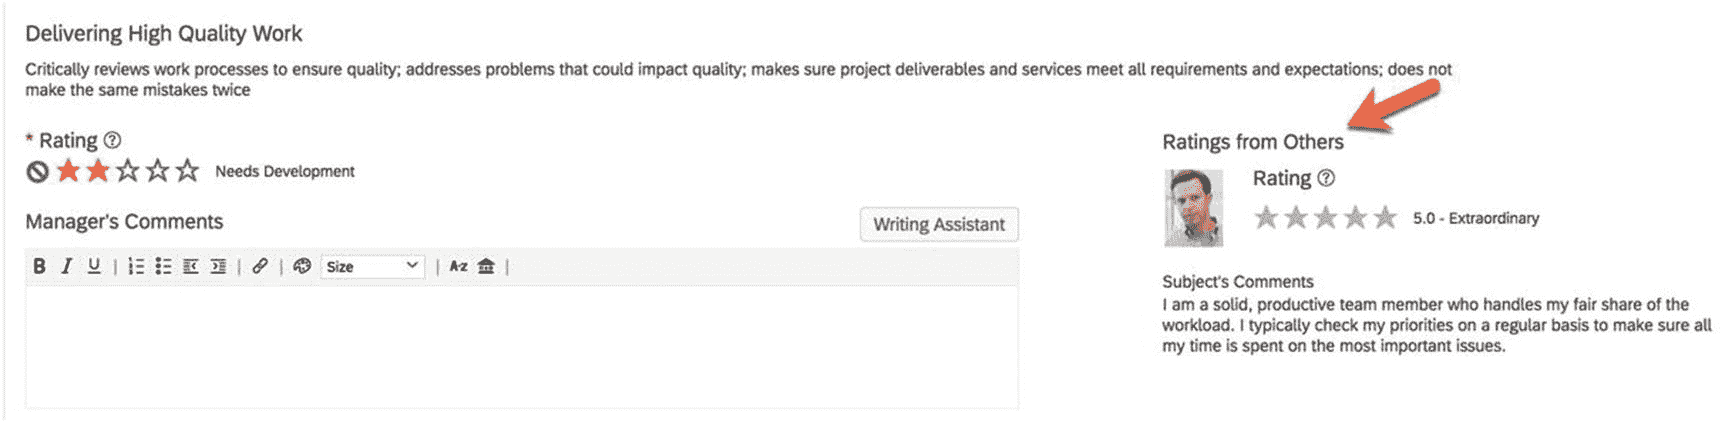 Delivering High Quality Work
Critically reviews work processes to ensure quality; addresses problems that could impact quality; makes sure project deliverables and services meet all requirements and expectations; does not
make the same mistakes twice
* Rating ?
Needs Development
Manager's Comments
Writing Assistant
B I U Size A-z
Ratings from Others
Rating ?
5.0 - Extraordinary
Subject's Comments
I am a solid, productive team member who handles my fair share of the
workload. I typically check my priorities on a regular basis to make sure all
my time is spent on the most important issues.